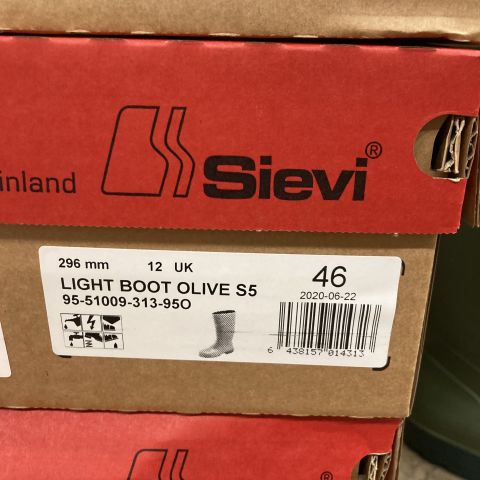 inland
Sievi®
296 mm 12 UK
LIGHT BOOT OLIVE S5
95-51009-313-95O
46
2020-06-22
6 438157 014313